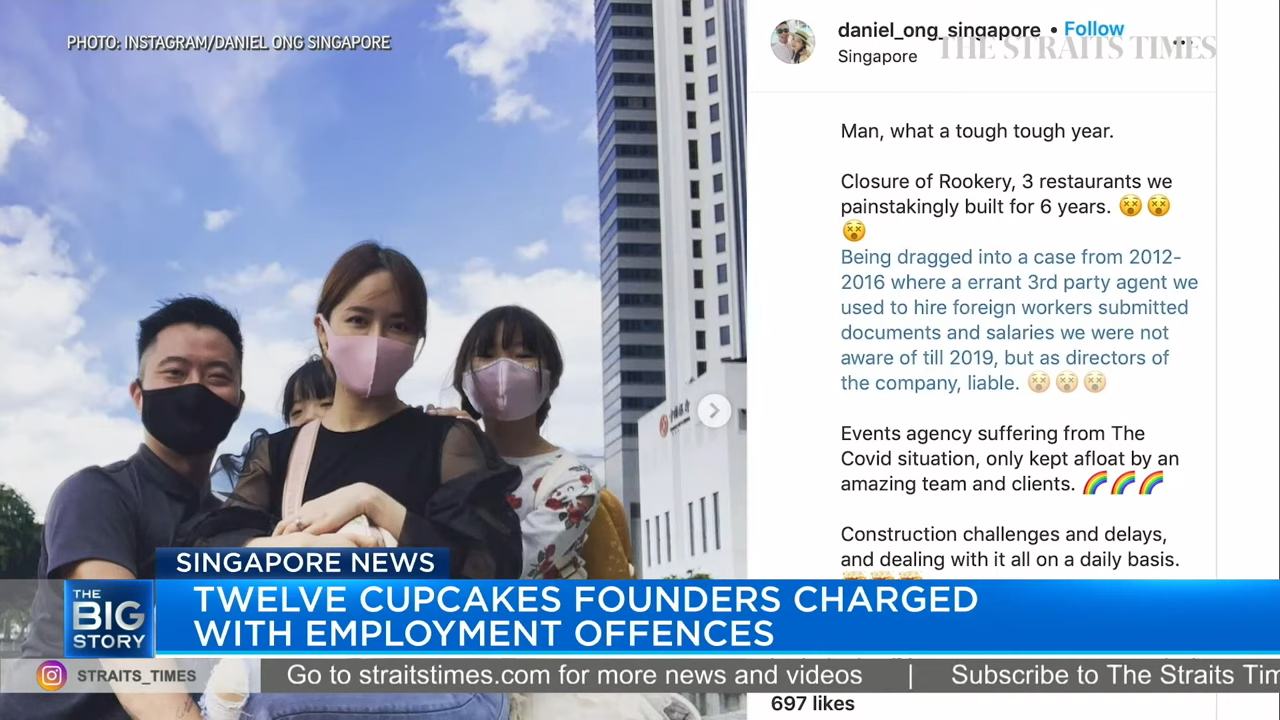 PHOTO: INSTAGRAM/DANIEL ONG SINGAPORE
daniel_ong_singapore • Follow
Singapore
THE STRAITS TIMES
Man, what a tough tough year.
Closure of Rookery, 3 restaurants we
painstakingly built for 6 years. 😵😵
😵
Being dragged into a case from 2012-
2016 where a errant 3rd party agent we
used to hire foreign workers submitted
documents and salaries we were not
aware of till 2019, but as directors of
the company, liable. 😵😵😵
Events agency suffering from The
Covid situation, only kept afloat by an
amazing team and clients. 🌈🌈🌈
Construction challenges and delays,
and dealing with it all on a daily basis.
SINGAPORE NEWS
THE
BIG
STORY
TWELVE CUPCAKES FOUNDERS CHARGED
WITH EMPLOYMENT OFFENCES
STRAITS_TIMES
Go to straitstimes.com for more news and videos | Subscribe to The Straits Tim
697 likes